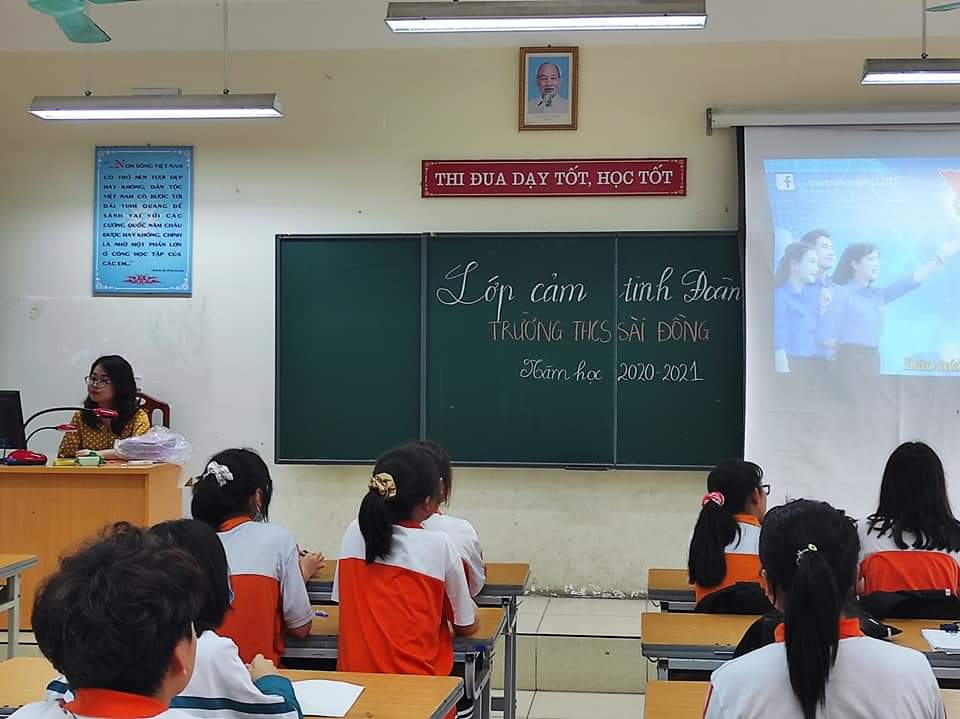 "...NON SÔNG VIỆT NAM
CÓ TRỞ NÊN TƯƠI ĐẸP
HAY KHÔNG, DÂN TỘC
VIỆT NAM CÓ BƯỚC TỚI
ĐÀI VINH QUANG ĐỂ
SÁNH VAI VỚI CÁC
CƯỜNG QUỐC NĂM CHÂU
ĐƯỢC HAY KHÔNG, CHÍNH
LÀ NHỜ MỘT PHẦN LỚN
Ở CÔNG HỌC TẬP CỦA
CÁC EM..."
THI ĐUA DẠY TỐT, HỌC TỐT
Lớp cảm tình Đoàn
TRƯỜNG THCS SÀI ĐỒNG
Năm học 2020-2021